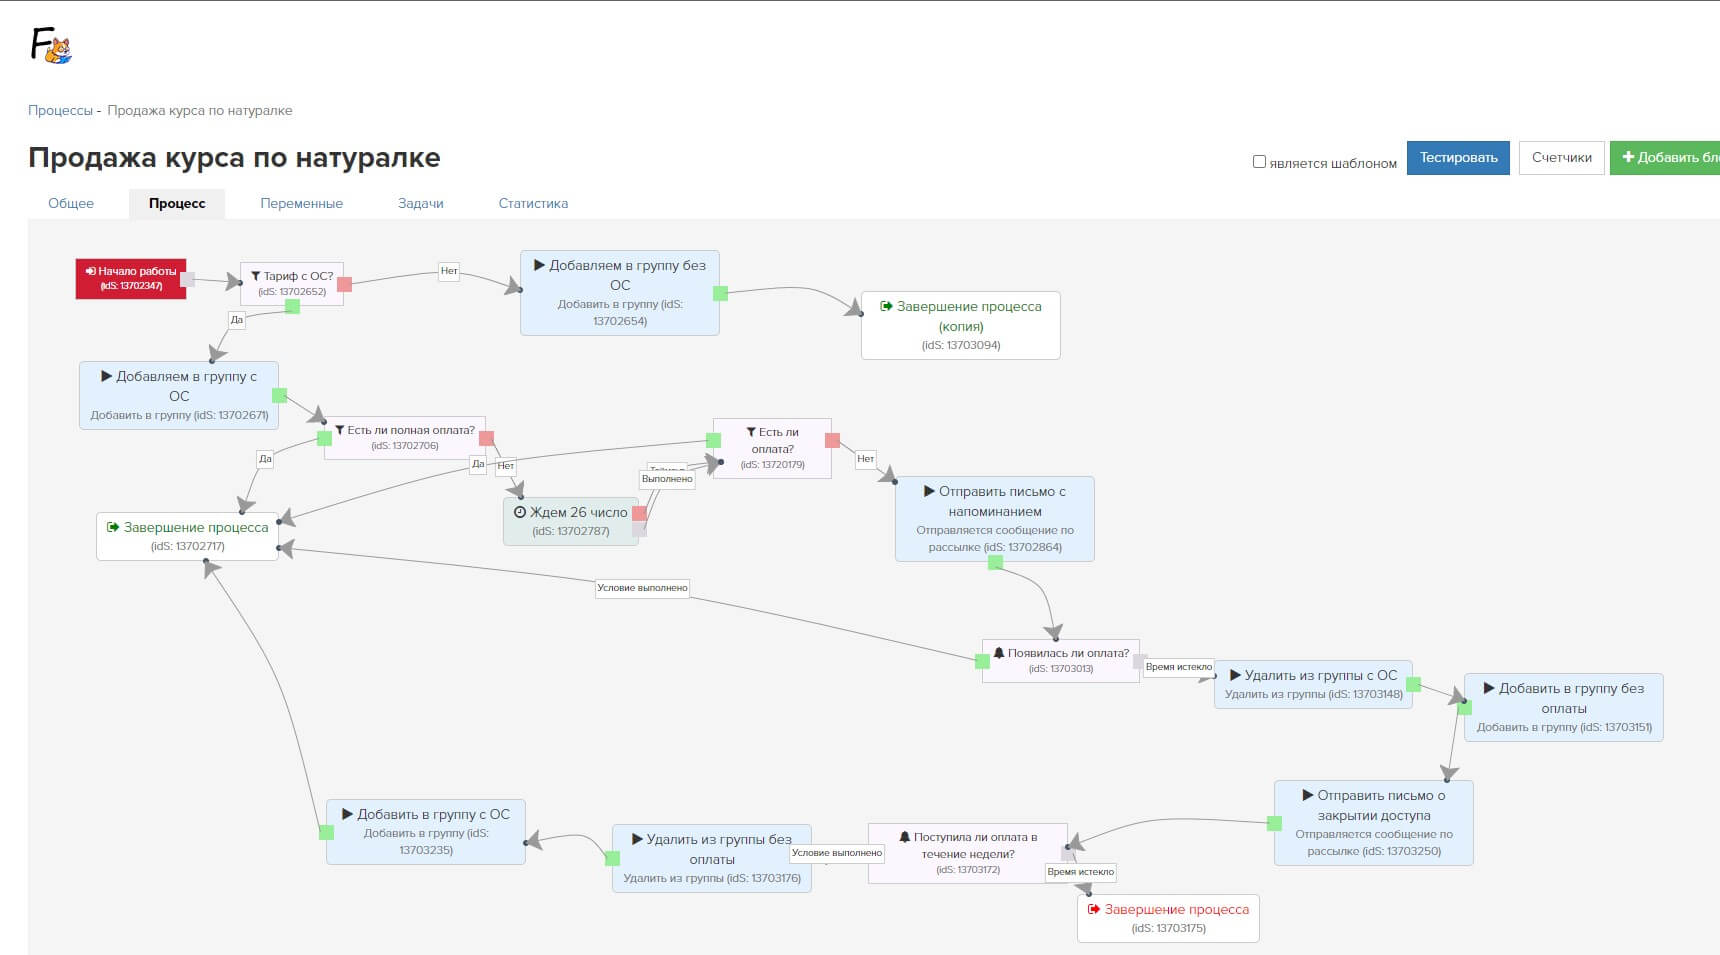 F
Процессы - Продажа курса по натуралке
Продажа курса по натуралке
является шаблоном
Тестировать
Счетчики
Добавить бл
Общее
Процесс
Переменные
Задачи
Статистика
Начало работы
(idS: 13702347)
Тариф с ОС?
(idS: 13702652)
Нет
Да
Добавляем в группу без
ОС
Добавить в группу (idS:
13702654)
Завершение процесса
(копия)
(idS: 13703094)
Добавляем в группу с
ОС
Добавить в группу (idS: 13702671)
Есть ли полная оплата?
(idS: 13702706)
Да
Нет
Есть ли
оплата?
(idS: 13720179)
Да
Нет
Выполнено
Ждем 26 число
(idS: 13702787)
Завершение процесса
(idS: 13702717)
Отправить письмо с
напоминанием
Отправляется сообщение по
рассылке (idS: 13702864)
Условие выполнено
Появилась ли оплата?
(idS: 13703013)
Время истекло
Удалить из группы с ОС
Удалить из группы (idS: 13703148)
Добавить в группу без
оплаты
Добавить в группу (idS: 13703151)
Отправить письмо о
закрытии доступа
Отправляется сообщение по
рассылке (idS: 13703250)
Поступила ли оплата в
течение недели?
(idS: 13703172)
Условие выполнено
Время истекло
Удалить из группы без
оплаты
Удалить из группы (idS: 13703176)
Добавить в группу с ОС
Добавить в группу (idS:
13703235)
Завершение процесса
(idS: 13703175)